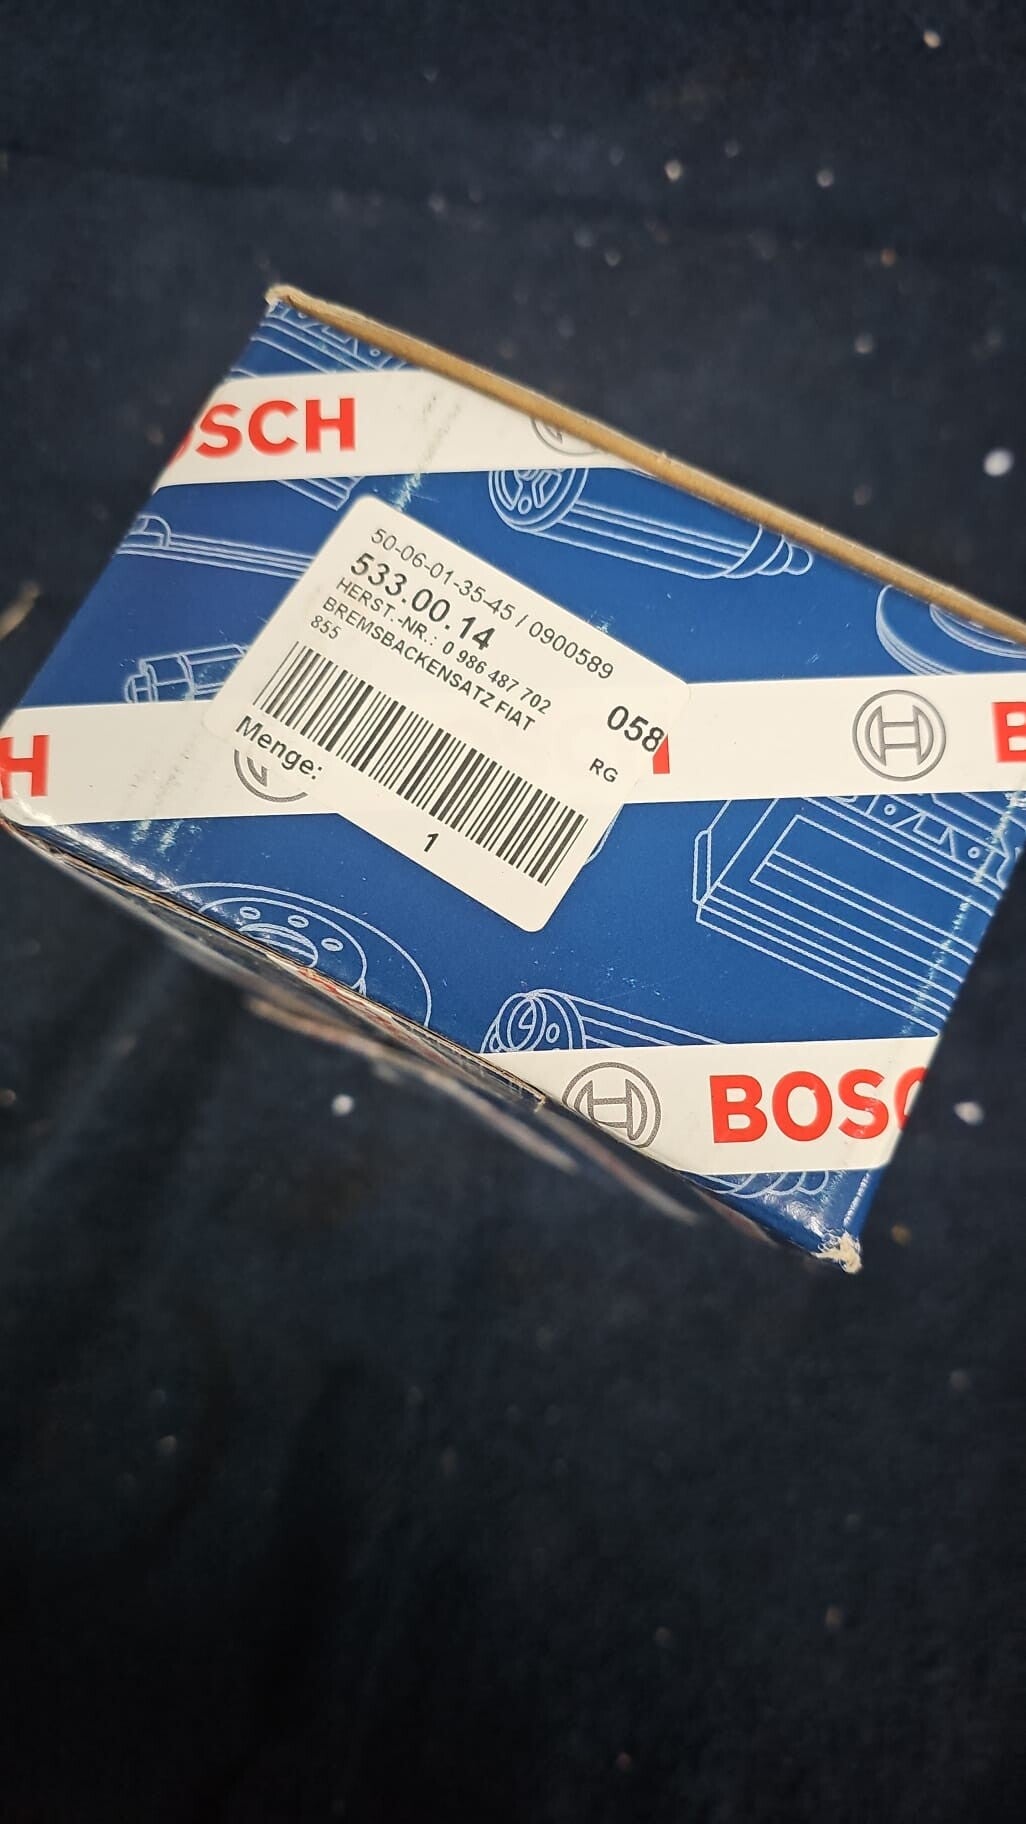 BOSCH
50-06-01-35-45 / 0900589
533.00.14
HERST.-NR.: 0 986 487 702
BREMSBACKENSATZ FIAT
855
058
RG
Menge:
1
H
B
BOSC